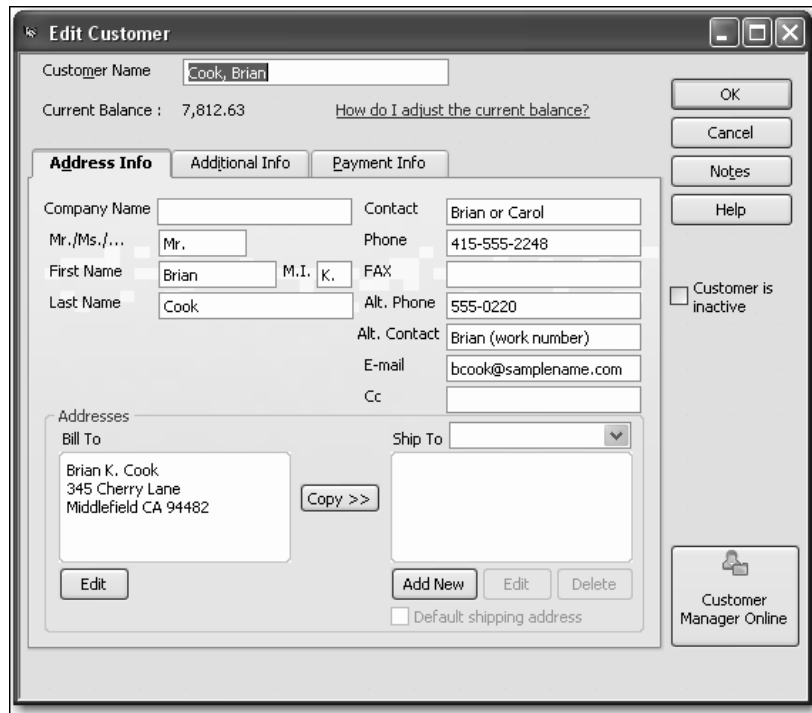 Edit Customer
Customer Name Cook, Brian
Current Balance : 7,812.63 How do I adjust the current balance?
OK
Cancel
Notes
Help
Customer is
inactive
Address Info Additional Info Payment Info
Company Name
Mr./Ms./... Mr.
First Name Brian M.I. K.
Last Name Cook
Contact Brian or Carol
Phone 415-555-2248
FAX
Alt. Phone 555-0220
Alt. Contact Brian (work number)
E-mail bcook@samplename.com
Cc
Addresses
Bill To
Brian K. Cook
345 Cherry Lane
Middlefield CA 94482
Edit
Copy >>
Ship To
Add New Edit Delete
Default shipping address
Customer
Manager Online